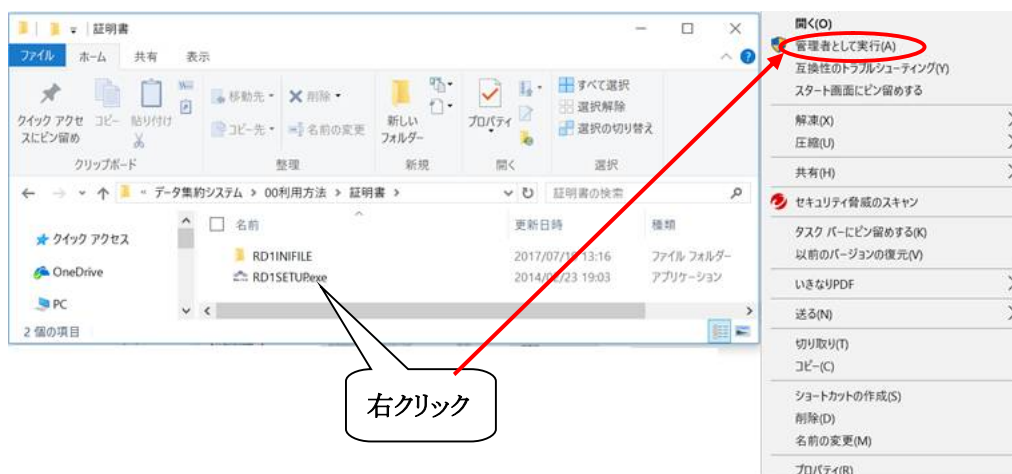 証明書
ファイル ホーム 共有 表示
クイック アクセスにピン留め
コピー
貼り付け
移動先
削除
コピー先
名前の変更
新しいフォルダー
プロパティ
すべて選択
選択解除
選択の切り替え
クリップボード 整理 新規 開く 選択
« データ集約システム › 00利用方法 › 証明書 ›
証明書の検索
名前 更新日時 種類
クイック アクセス
OneDrive
PC
RD1INIFILE 2017/07/19 13:16 ファイル フォルダー
RD1SETUP.exe 19:03 アプリケーション
2 個の項目
右クリック
開く(O)
管理者として実行(A)
互換性のトラブルシューティング(Y)
スタート画面にピン留めする
解凍(X)
圧縮(U)
共有(H)
セキュリティ脅威のスキャン
タスク バーにピン留めする(K)
以前のバージョンの復元(V)
いきなりPDF
送る(N)
切り取り(T)
コピー(C)
ショートカットの作成(S)
削除(D)
名前の変更(M)
プロパティ(R)